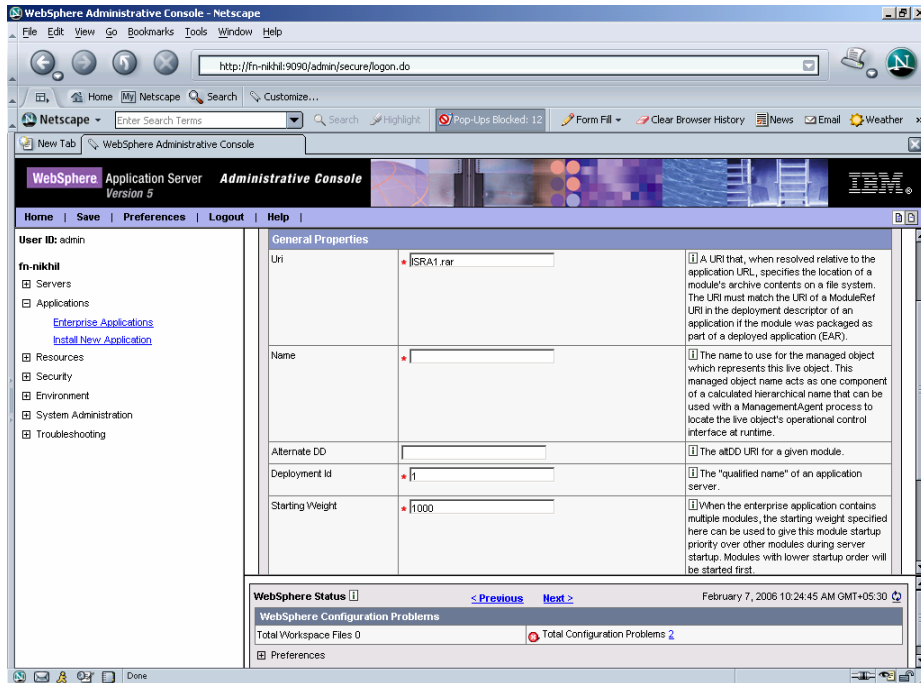 WebSphere Administrative Console - Netscape
File Edit View Go Bookmarks Tools Window Help
http://fn-nikhil:9090/admin/secure/logon.do
Home My Netscape Search Customize...
Netscape Enter Search Terms Search Highlight Pop-Ups Blocked: 12 Form Fill Clear Browser History News Email Weather »
New Tab WebSphere Administrative Console
WebSphere Application Server Administrative Console
Version 5
IBM
Home | Save | Preferences | Logout | Help |
User ID: admin
fn-nikhil
Servers
Applications
Enterprise Applications
Install New Application
Resources
Security
Environment
System Administration
Troubleshooting
General Properties
Uri * ISRA1.rar
A URI that, when resolved relative to the
application URL, specifies the location of a
module's archive contents on a file system.
The URI must match the URI of a ModuleRef
URI in the deployment descriptor of an
application if the module was packaged as
part of a deployed application (EAR).
Name *
The name to use for the managed object
which represents this live object. This
managed object name acts as one component
of a calculated hierarchical name that can be
used with a ManagementAgent process to
locate the live object's operational control
interface at runtime.
Alternate DD
The altDD URI for a given module.
Deployment Id * 1
The "qualified name" of an application
server.
Starting Weight * 1000
When the enterprise application contains
multiple modules, the starting weight specified
here can be used to give this module startup
priority over other modules during server
startup. Modules with lower startup order will
be started first.
WebSphere Status < Previous Next > February 7, 2006 10:24:45 AM GMT+05:30
WebSphere Configuration Problems
Total Workspace Files 0 Total Configuration Problems 2
Preferences
Done